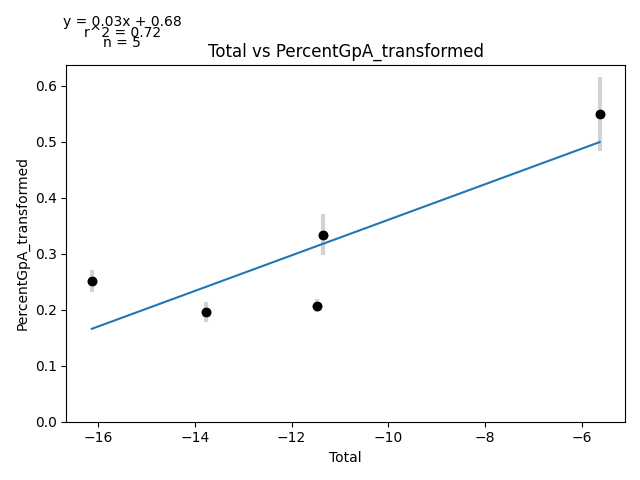 y = 0.03x + 0.68
r^2 = 0.72
n = 5
Total vs PercentGpA_transformed
PercentGpA_transformed
0.6
0.5
0.4
0.3
0.2
0.1
0.0
−16 −14 −12 −10 −8 −6
Total